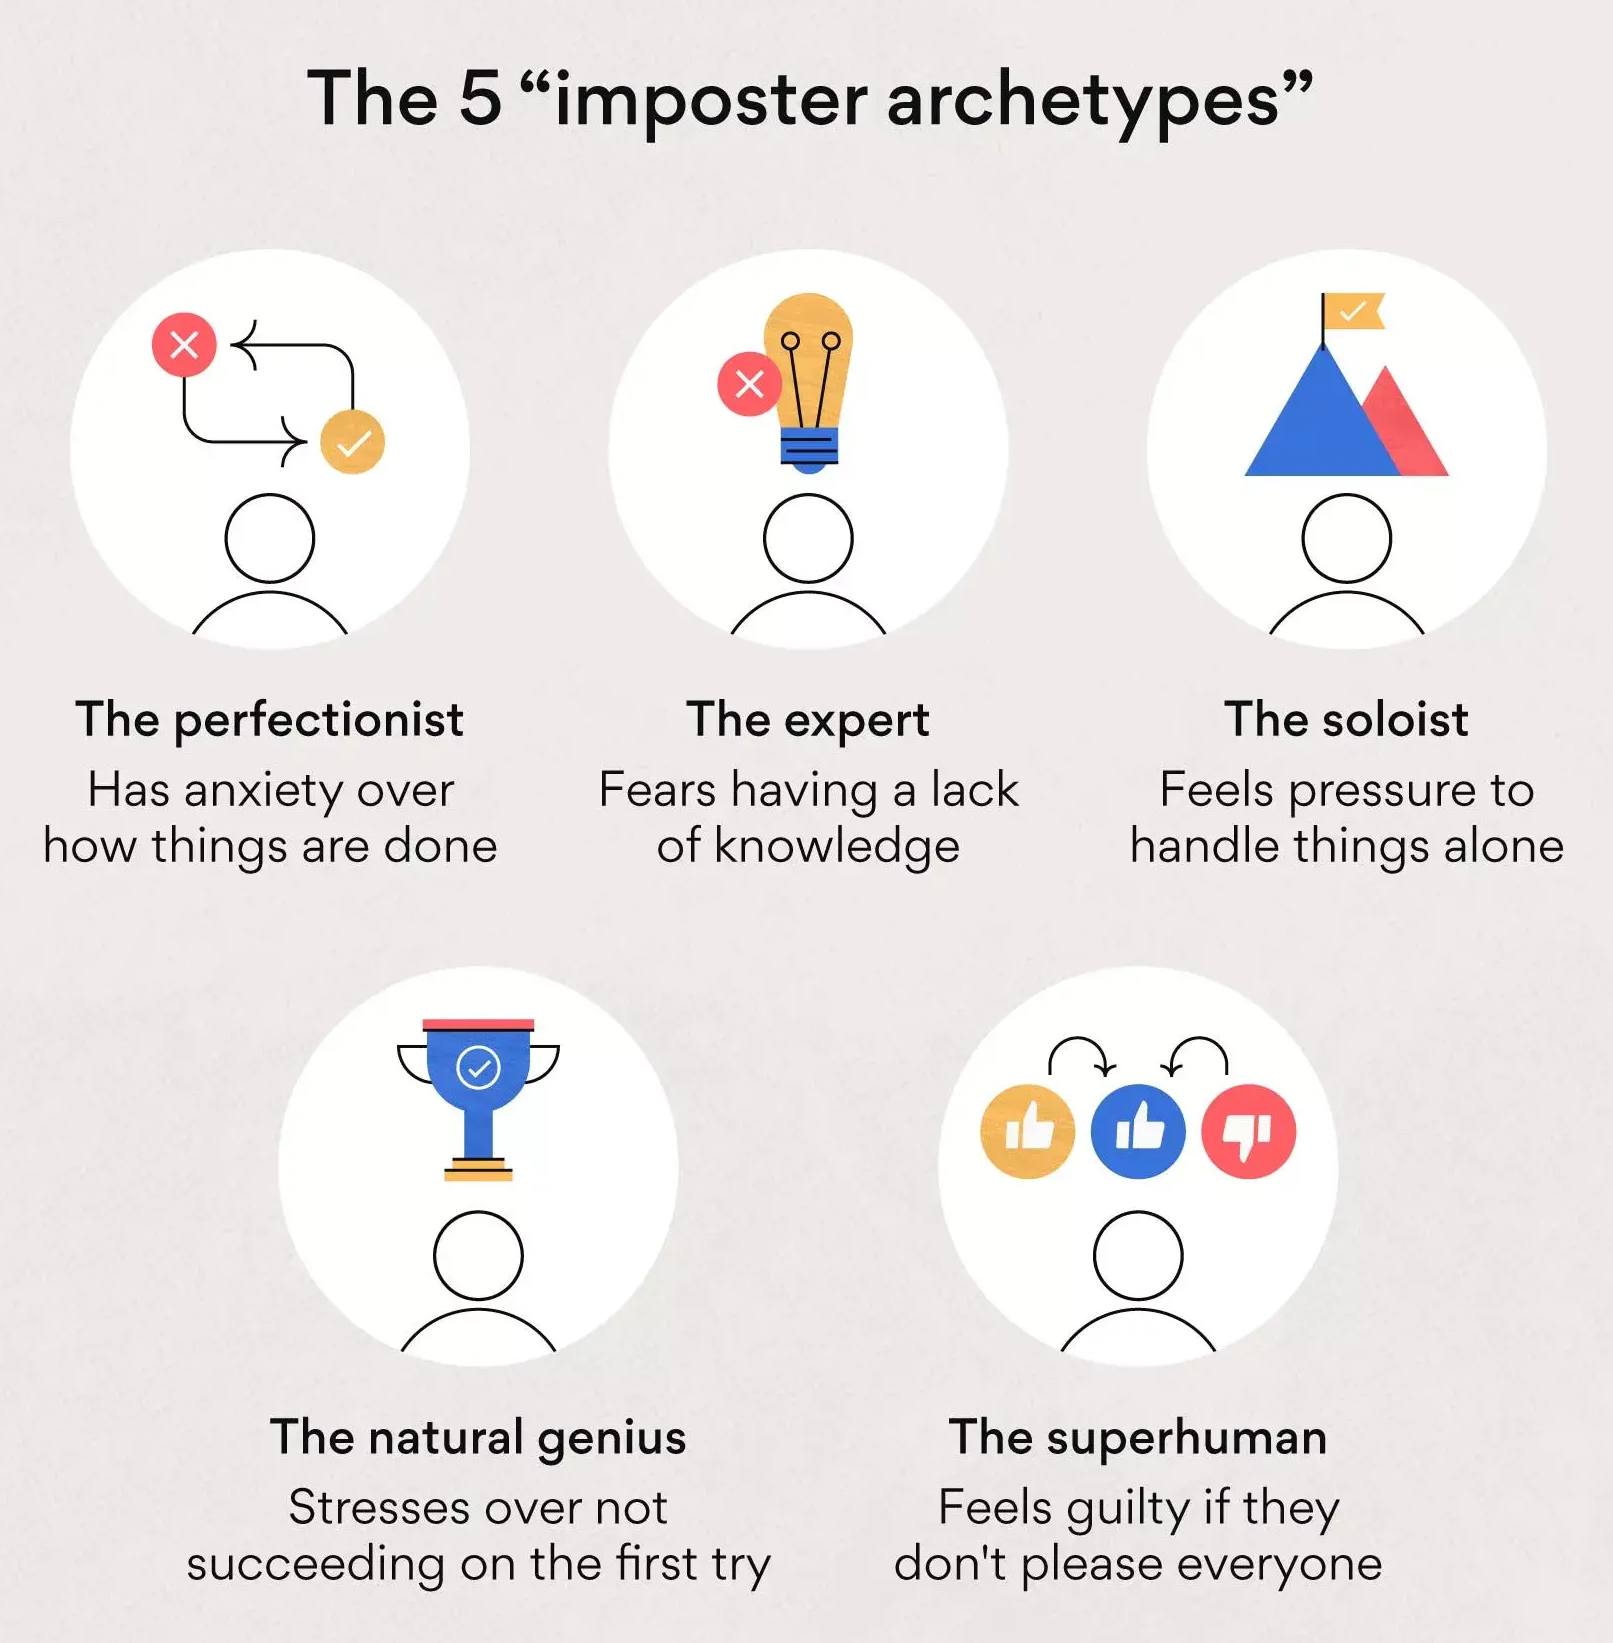 The 5 “imposter archetypes”
The perfectionist
Has anxiety over
how things are done
The expert
Fears having a lack
of knowledge
The soloist
Feels pressure to
handle things alone
The natural genius
Stresses over not
succeeding on the first try
The superhuman
Feels guilty if they
don't please everyone